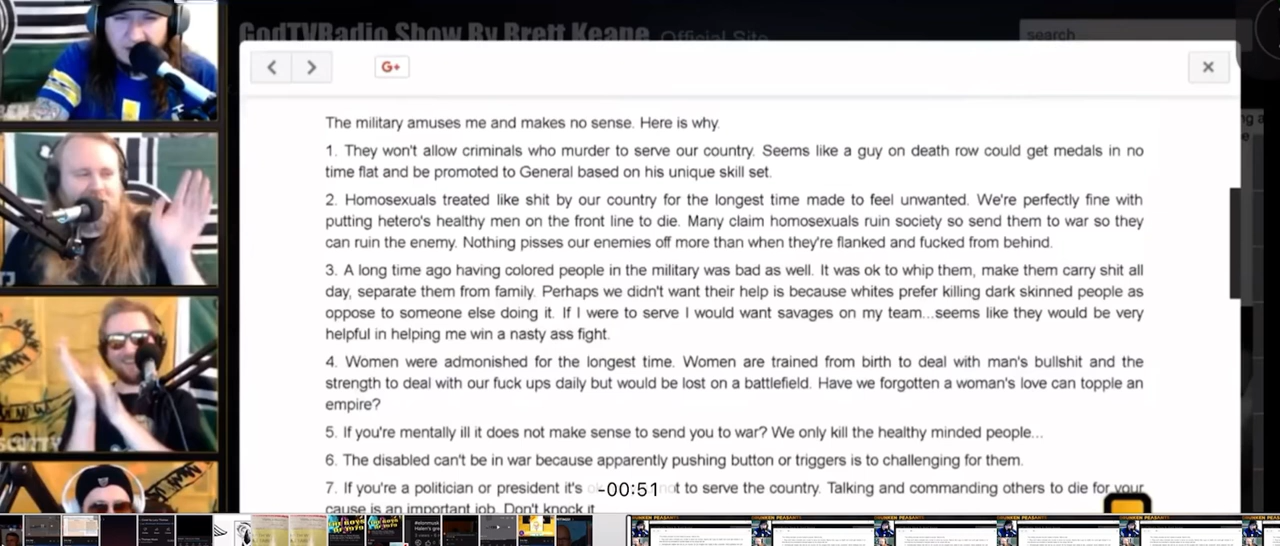 GodTVRadio Show By Brett Keane Official Site
search
G+
The military amuses me and makes no sense. Here is why.
1. They won't allow criminals who murder to serve our country. Seems like a guy on death row could get medals in no
time flat and be promoted to General based on his unique skill set.
2. Homosexuals treated like shit by our country for the longest time made to feel unwanted. We're perfectly fine with
putting hetero's healthy men on the front line to die. Many claim homosexuals ruin society so send them to war so they
can ruin the enemy. Nothing pisses our enemies off more than when they're flanked and fucked from behind.
3. A long time ago having colored people in the military was bad as well. It was ok to whip them, make them carry shit all
day, separate them from family. Perhaps we didn't want their help is because whites prefer killing dark skinned people as
oppose to someone else doing it. If I were to serve I would want savages on my team...seems like they would be very
helpful in helping me win a nasty ass fight.
4. Women were admonished for the longest time. Women are trained from birth to deal with man's bullshit and the
strength to deal with our fuck ups daily but would be lost on a battlefield. Have we forgotten a woman's love can topple an
empire?
5. If you're mentally ill it does not make sense to send you to war? We only kill the healthy minded people...
6. The disabled can't be in war because apparently pushing button or triggers is to challenging for them.
7. If you're a politician or president it's not to serve the country. Talking and commanding others to die for your
-00:51
cause is an important job. Don't knock it